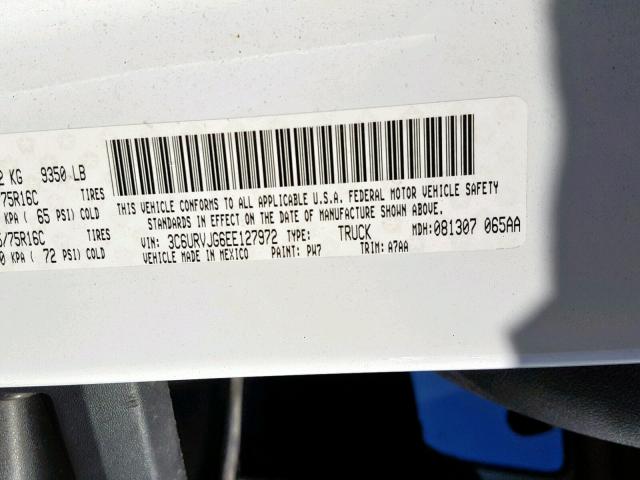 2 KG 9350 LB
/75R16C TIRES
KPA ( 65 PSI) COLD
/75R16C TIRES
0 KPA ( 72 PSI) COLD
THIS VEHICLE CONFORMS TO ALL APPLICABLE U.S.A. FEDERAL MOTOR VEHICLE SAFETY
STANDARDS IN EFFECT ON THE DATE OF MANUFACTURE SHOWN ABOVE.
VIN: 3C6URVJG6EE127972 TYPE: TRUCK MDH: 081307 065AA
VEHICLE MADE IN MEXICO PAINT: PW7 TRIM: A7AA